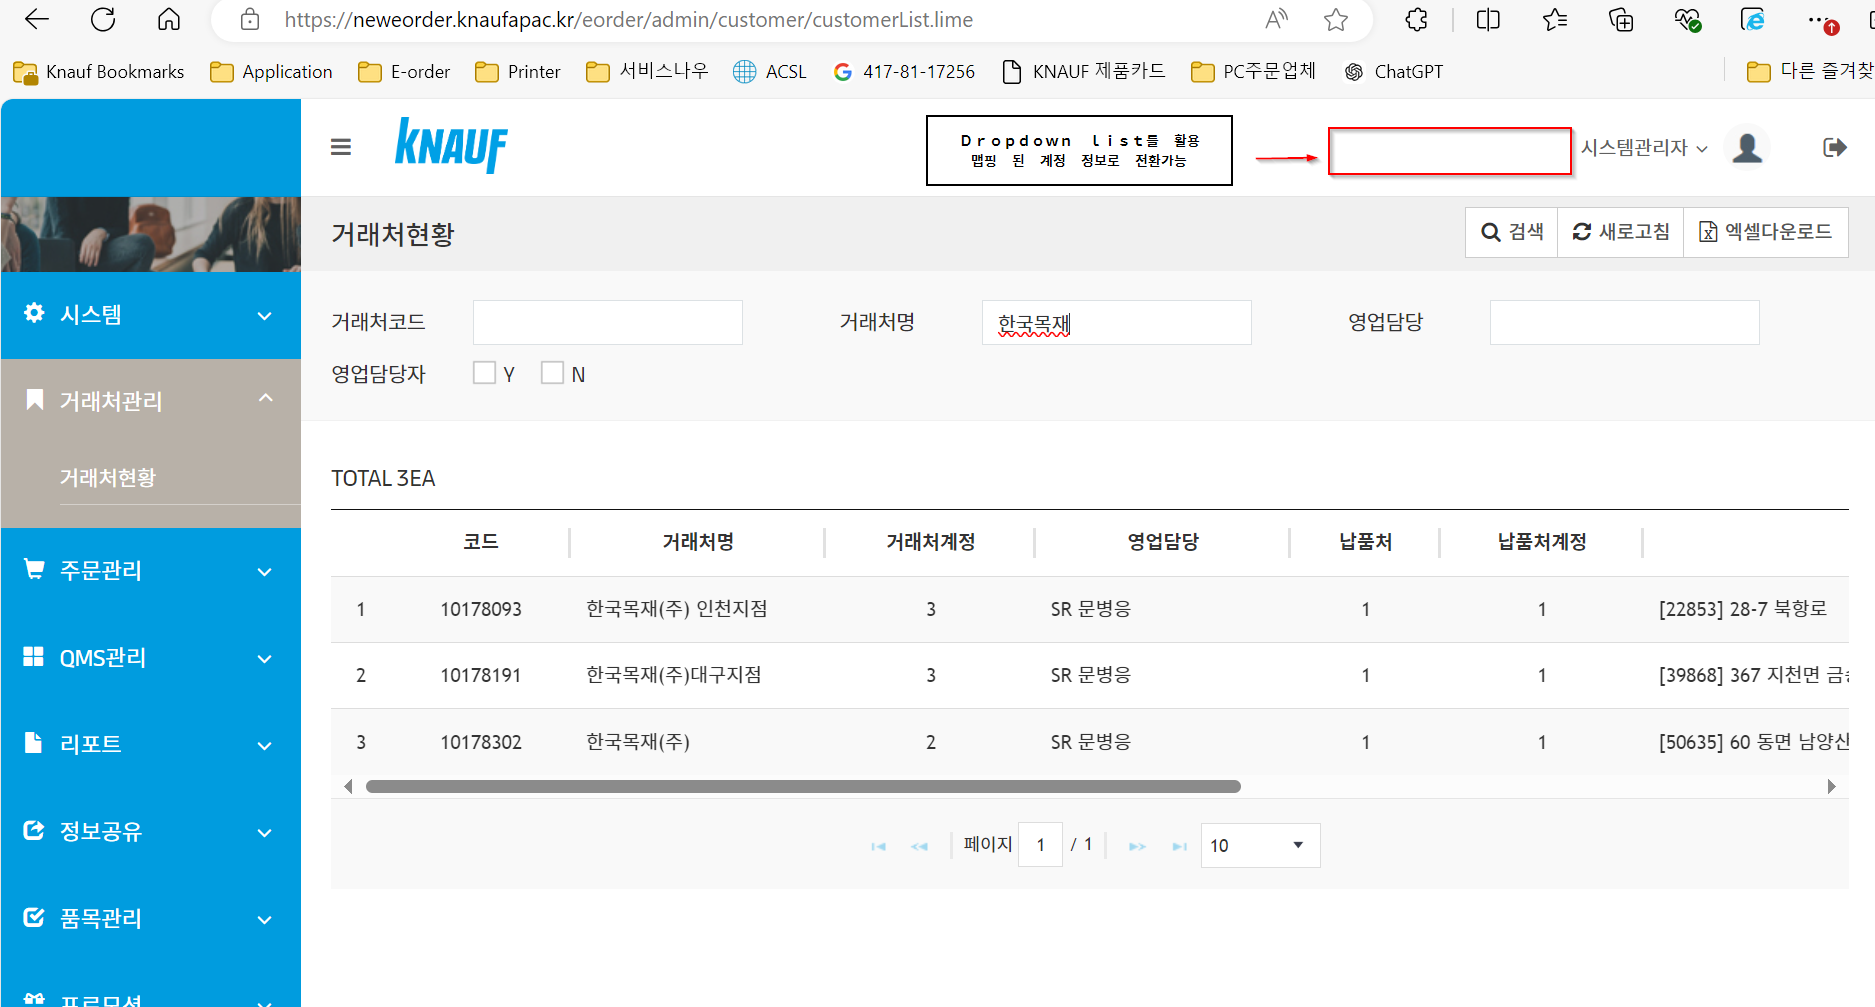 https://neweorder.knaufapac.kr/eorder/admin/customer/customerList.lime
Knauf Bookmarks Application E-order Printer 서비스나우 ACSL 417-81-17256 KNAUF 제품카드 PC주문업체 ChatGPT 다른 즐겨찾
KNAUF
Dropdown list를 활용
맵핑 된 계정 정보로 전환가능
시스템관리자
거래처현황
검색 새로고침 엑셀다운로드
시스템
거래처관리
거래처현황
주문관리
QMS관리
리포트
정보공유
품목관리
프로모션
거래처코드 거래처명 한국목재 영업담당
영업담당자 Y N
TOTAL 3EA
코드 거래처명 거래처계정 영업담당 납품처 납품처계정
1 10178093 한국목재(주) 인천지점 3 SR 문병응 1 1 [22853] 28-7 북항로
2 10178191 한국목재(주)대구지점 3 SR 문병응 1 1 [39868] 367 지천면 금송
3 10178302 한국목재(주) 2 SR 문병응 1 1 [50635] 60 동면 남양산
페이지 1 / 1 10